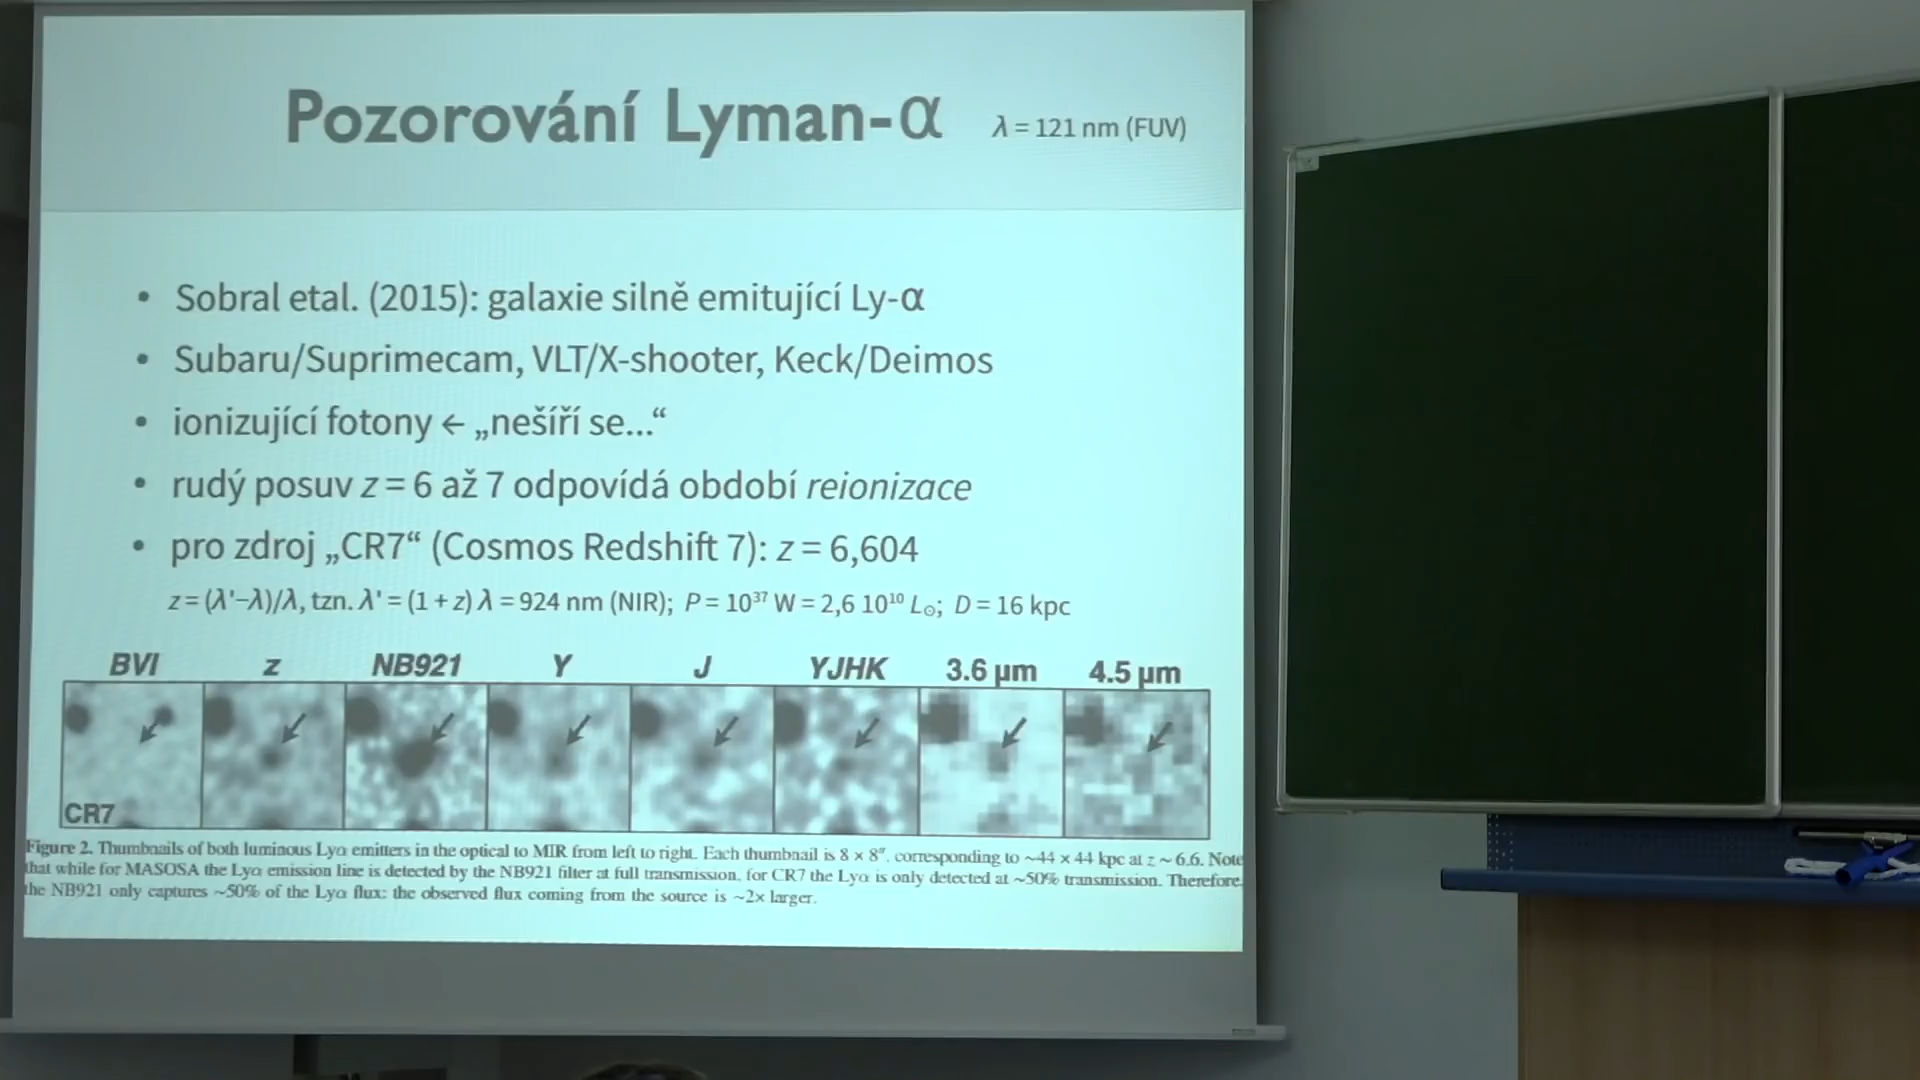 Pozorování Lyman-α λ = 121 nm (FUV)
• Sobral etal. (2015): galaxie silně emitující Ly-α
• Subaru/Suprimecam, VLT/X-shooter, Keck/Deimos
• ionizující fotony ← „nešíří se...“
• rudý posuv z = 6 až 7 odpovídá období reionizace
• pro zdroj „CR7“ (Cosmos Redshift 7): z = 6,604
z = (λ'−λ)/λ, tzn. λ' = (1 + z) λ = 924 nm (NIR); P = 10³⁷ W = 2,6 10¹⁰ L☉; D = 16 kpc
BVI z NB921 Y J YJHK 3.6 µm 4.5 µm
CR7
Figure 2. Thumbnails of both luminous Lyα emitters in the optical to MIR from left to right. Each thumbnail is 8 × 8″, corresponding to ~44 x 44 kpc at z ~ 6.6. Note
that while for MASOSA the Lyα emission line is detected by the NB921 filter at full transmission, for CR7 the Lyα is only detected at ~50% transmission. Therefore,
the NB921 only captures ~50% of the Lyα flux: the observed flux coming from the source is ~2x larger.